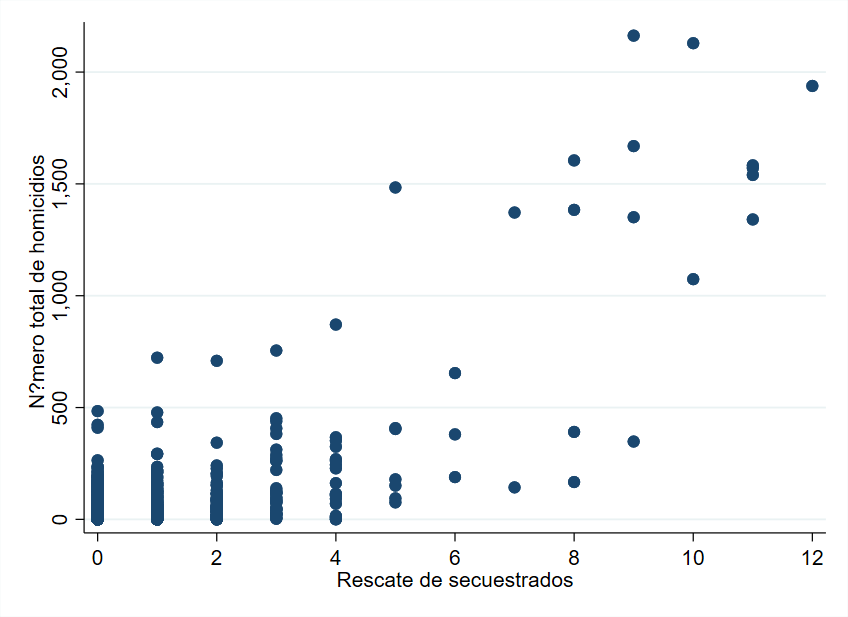 2,000
1,500
1,000
500
0
N?mero total de homicidios
0 2 4 6 8 10 12
Rescate de secuestrados